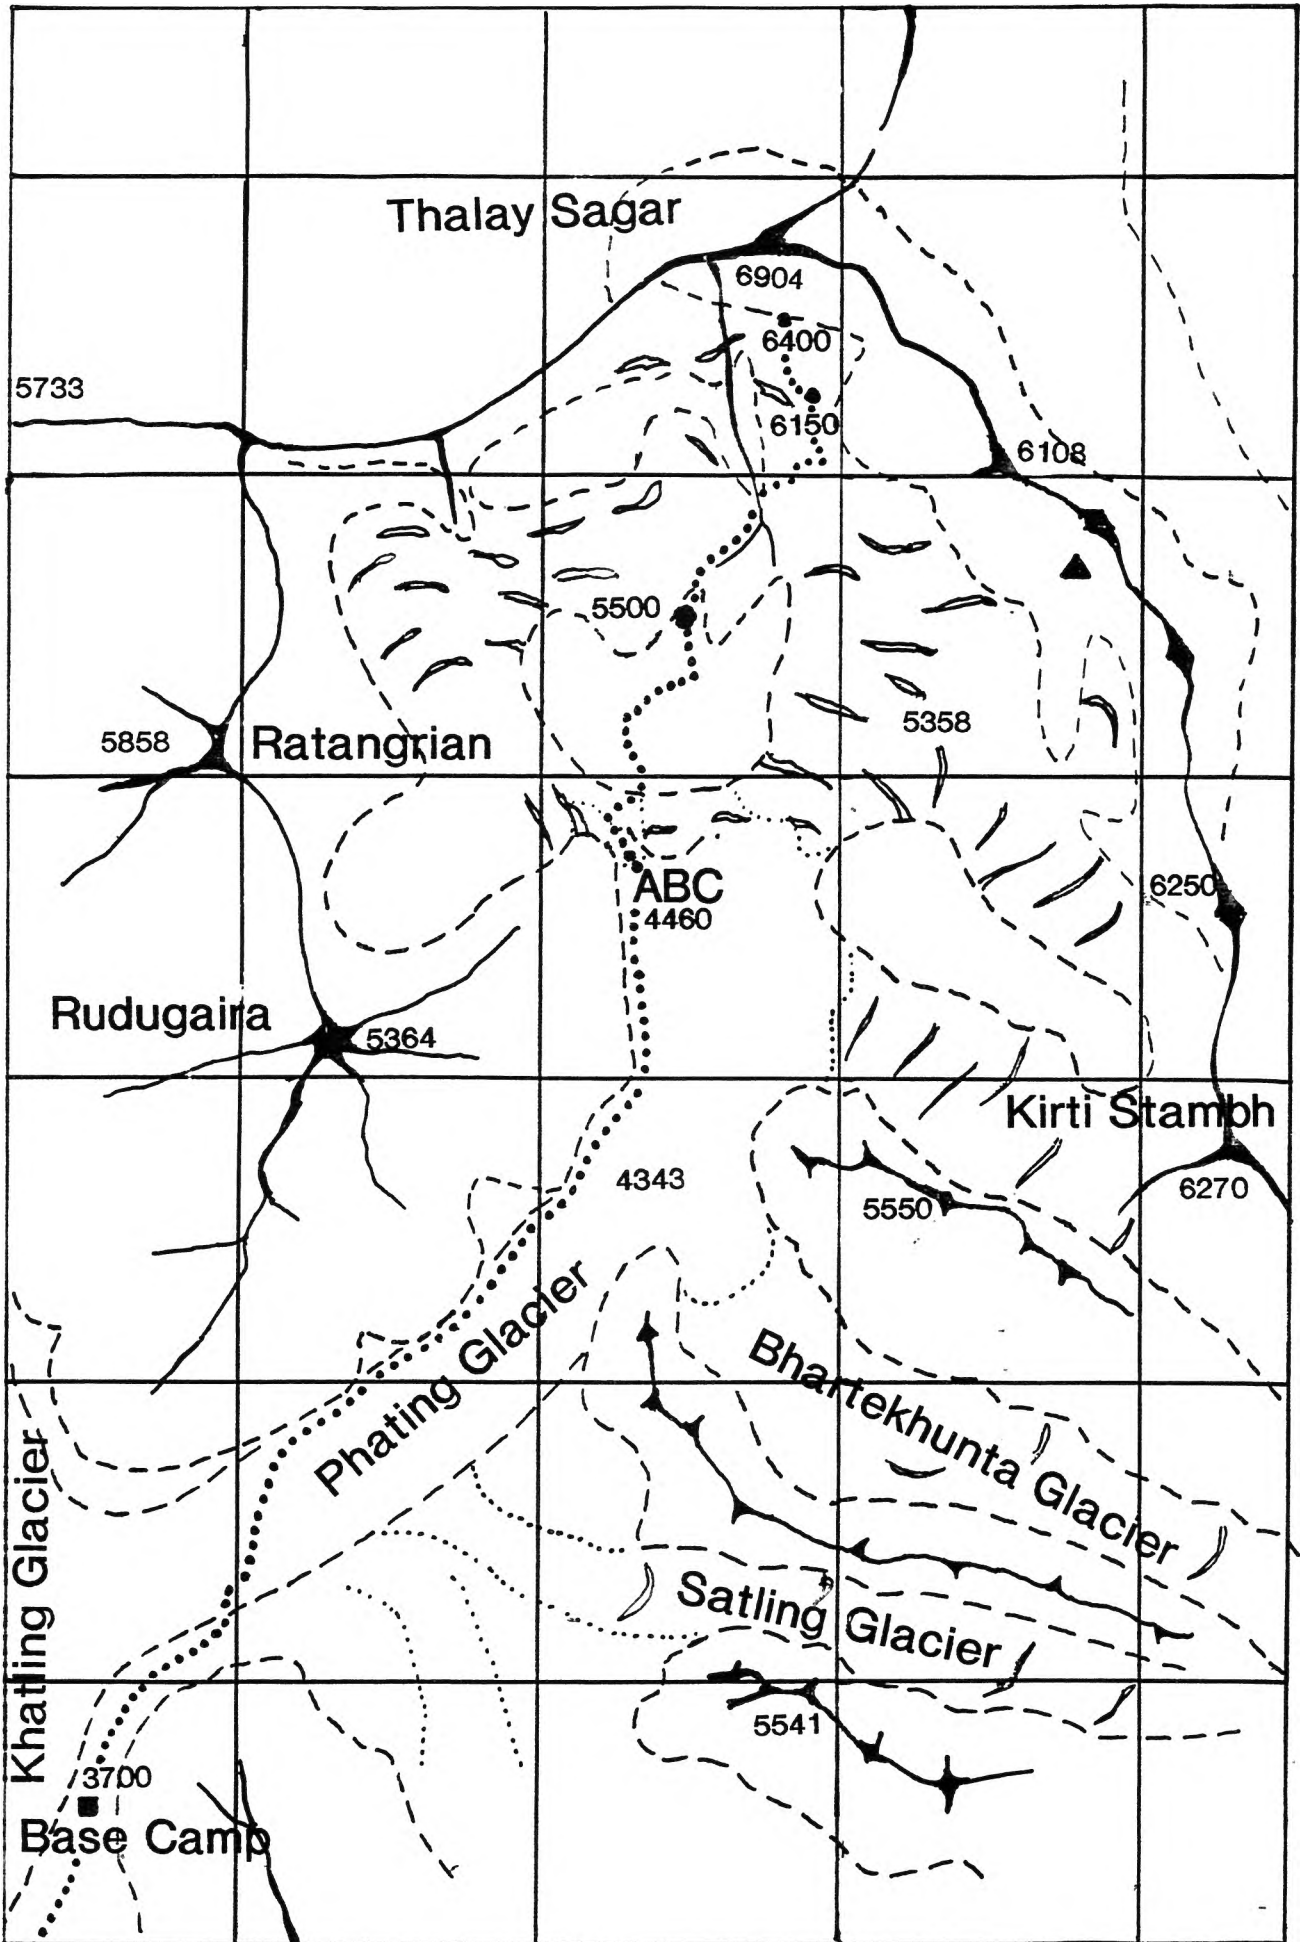 Thalay Sagar
6904
6400
5733
6150
6108
5500
5858
Ratangrian
5358
ABC
4460
6250
Rudugaira
5364
Kirti Stambh
4343
5550
6270
Phating Glacier
Bhartekhunta Glacier
Khatling Glacier
Satling Glacier
5541
3700
Base Camp